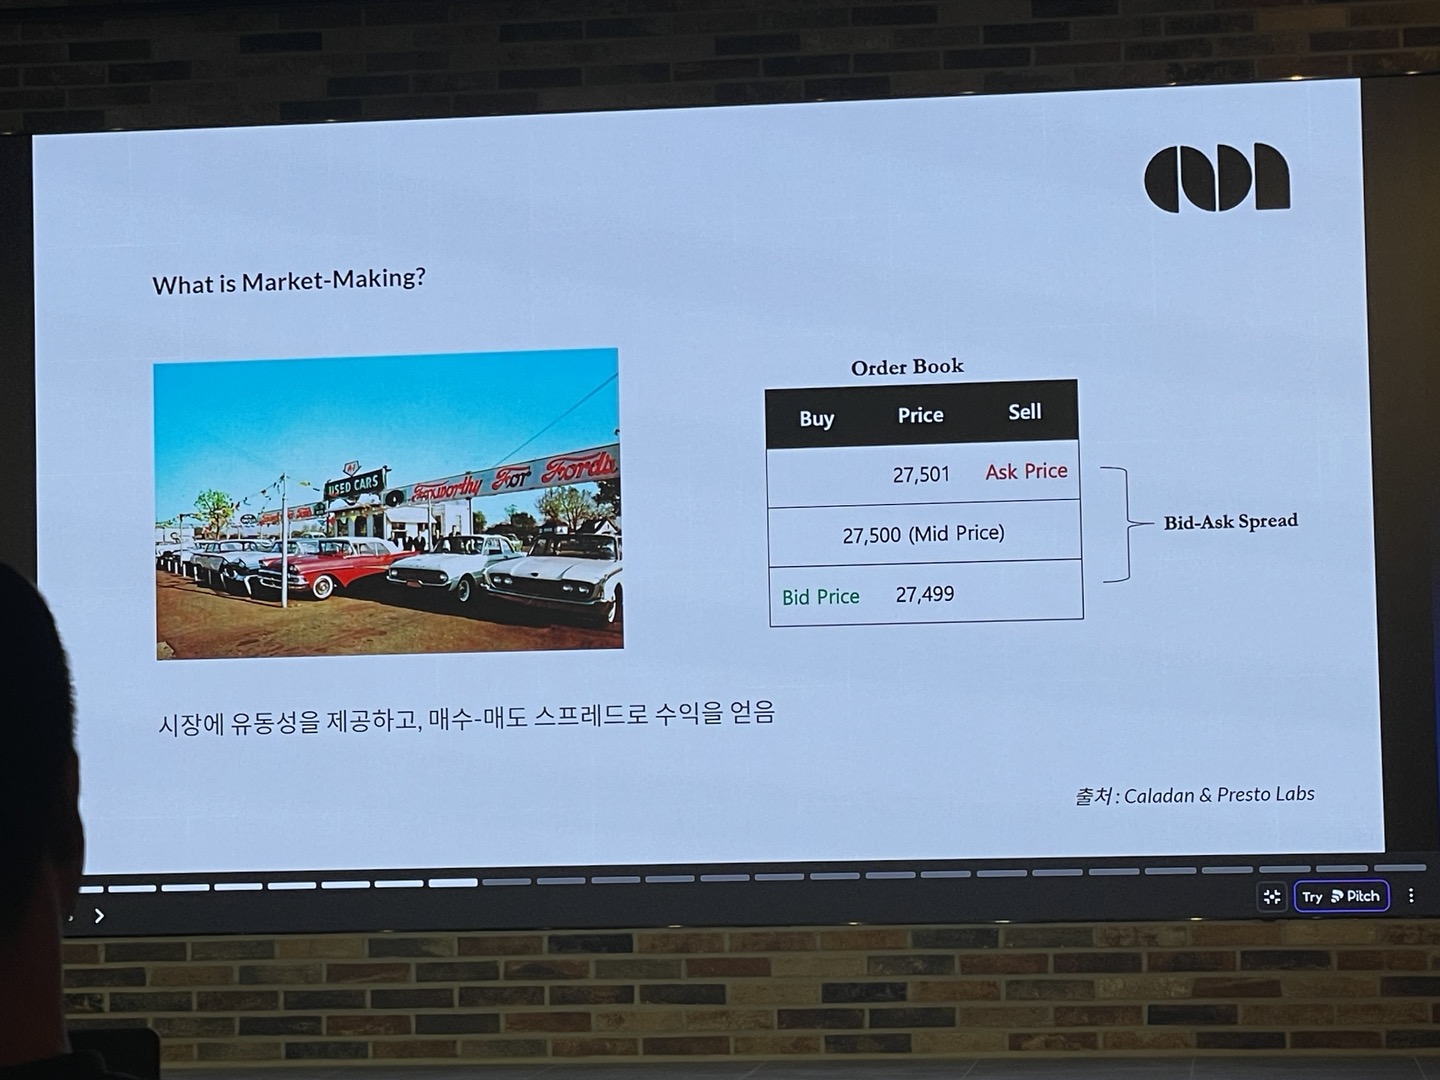 What is Market-Making?
USED CARS
Foxworthy For Fords
Order Book
Buy Price Sell
27,501 Ask Price
27,500 (Mid Price)
Bid Price 27,499
Bid-Ask Spread
시장에 유동성을 제공하고, 매수-매도 스프레드로 수익을 얻음
출처 : Caladan & Presto Labs
Try Pitch